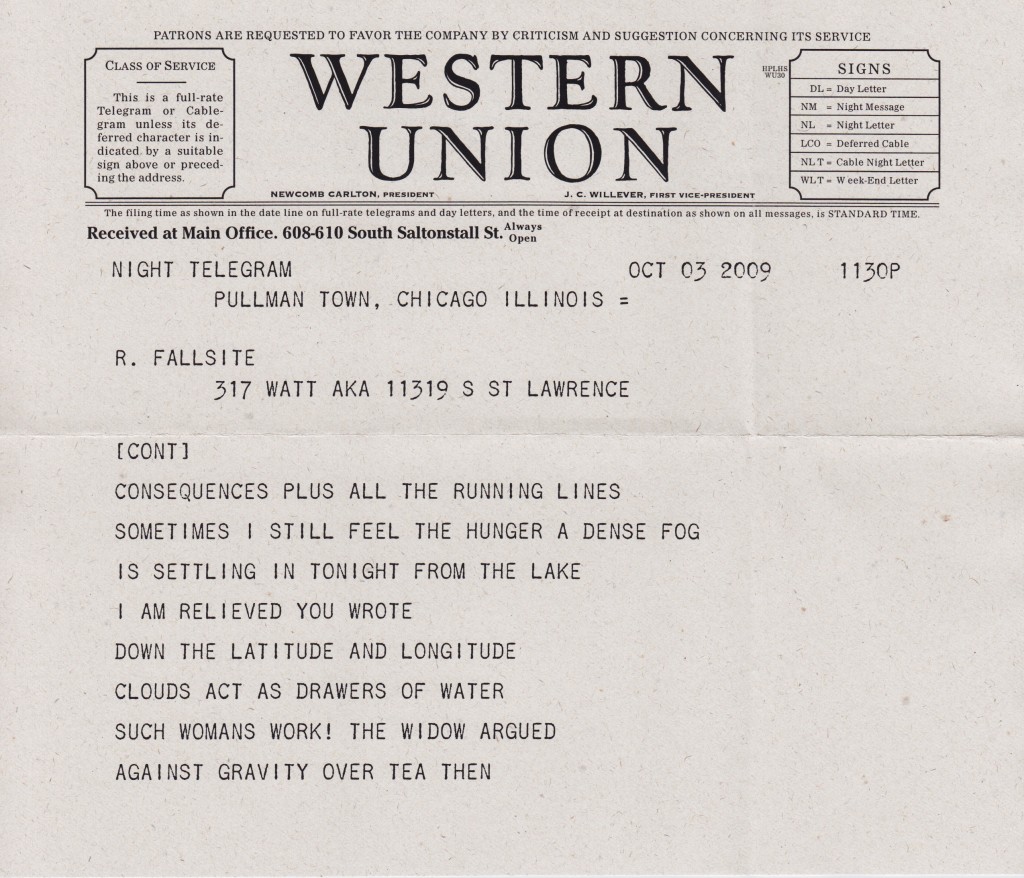 PATRONS ARE REQUESTED TO FAVOR THE COMPANY BY CRITICISM AND SUGGESTION CONCERNING ITS SERVICE
CLASS OF SERVICE
This is a full-rate
Telegram or Cable-
gram unless its de-
ferred character is in-
dicated by a suitable
sign above or preced-
ing the address.
WESTERN
UNION
NEWCOMB CARLTON, PRESIDENT
J. C. WILLEVER, FIRST VICE-PRESIDENT
HPLHS
WU30
SIGNS
DL = Day Letter
NM = Night Message
NL = Night Letter
LCO = Deferred Cable
NLT = Cable Night Letter
WLT = Week-End Letter
The filing time as shown in the date line on full-rate telegrams and day letters, and the time of receipt at destination as shown on all messages, is STANDARD TIME.
Received at Main Office. 608-610 South Saltonstall St. Always Open
NIGHT TELEGRAM OCT 03 2009 1130P
PULLMAN TOWN, CHICAGO ILLINOIS =
R. FALLSITE
317 WATT AKA 11319 S ST LAWRENCE
[CONT]
CONSEQUENCES PLUS ALL THE RUNNING LINES
SOMETIMES I STILL FEEL THE HUNGER A DENSE FOG
IS SETTLING IN TONIGHT FROM THE LAKE
I AM RELIEVED YOU WROTE
DOWN THE LATITUDE AND LONGITUDE
CLOUDS ACT AS DRAWERS OF WATER
SUCH WOMANS WORK! THE WIDOW ARGUED
AGAINST GRAVITY OVER TEA THEN